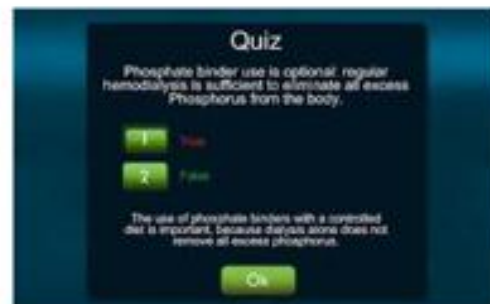 Quiz
Phosphate binder use is optional: regular
hemodialysis is sufficient to eliminate all excess
Phosphorus from the body.
1 True
2 False
The use of phosphate binders with a controlled
diet is important, because dialysis alone does not
remove all excess phosphorus.
Ok